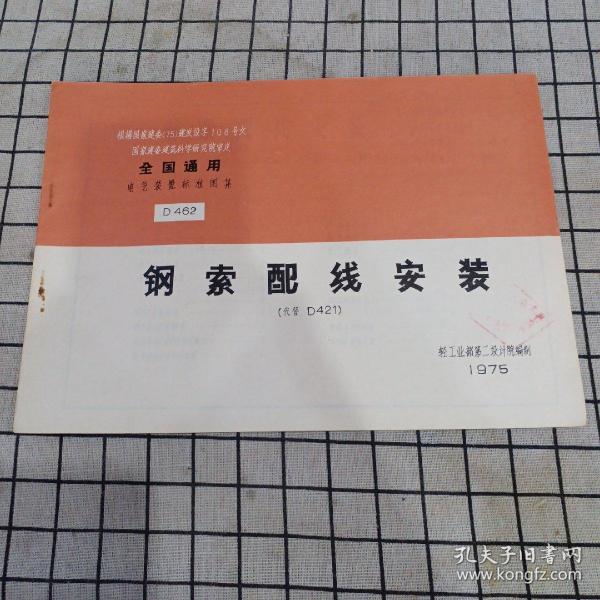 根据国家建委(75)建发设字108号文
国家建委建筑科学研究院审定
全国通用
电气装置标准图集
D462
钢索配线安装
(代替 D421)
轻工业部第二设计院编制
1975
孔夫子旧书网
www.kongfz.com